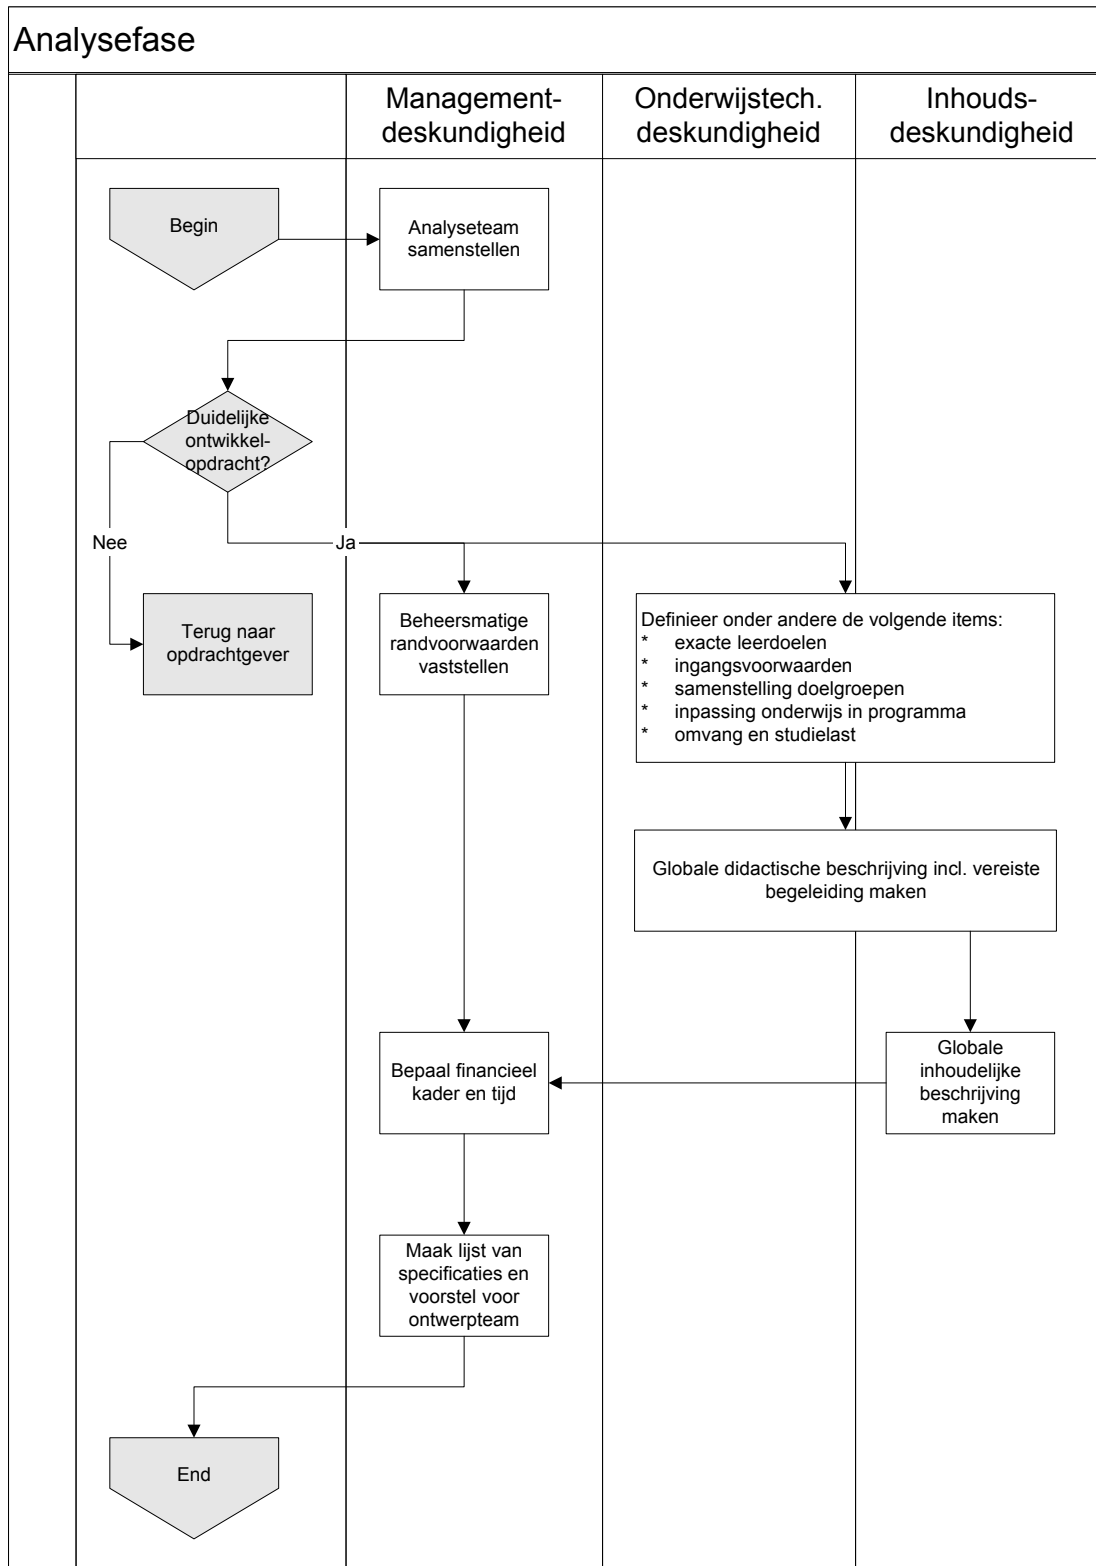 Analysefase
Management-
deskundigheid
Onderwijstech.
deskundigheid
Inhouds-
deskundigheid
Begin
Analyseteam
samenstellen
Duidelijke
ontwikkel-
opdracht?
Nee
Ja
Terug naar
opdrachtgever
Beheersmatige
randvoorwaarden
vaststellen
Definieer onder andere de volgende items:
* exacte leerdoelen
* ingangsvoorwaarden
* samenstelling doelgroepen
* inpassing onderwijs in programma
* omvang en studielast
Globale didactische beschrijving incl. vereiste
begeleiding maken
Bepaal financieel
kader en tijd
Globale
inhoudelijke
beschrijving
maken
Maak lijst van
specificaties en
voorstel voor
ontwerpteam
End